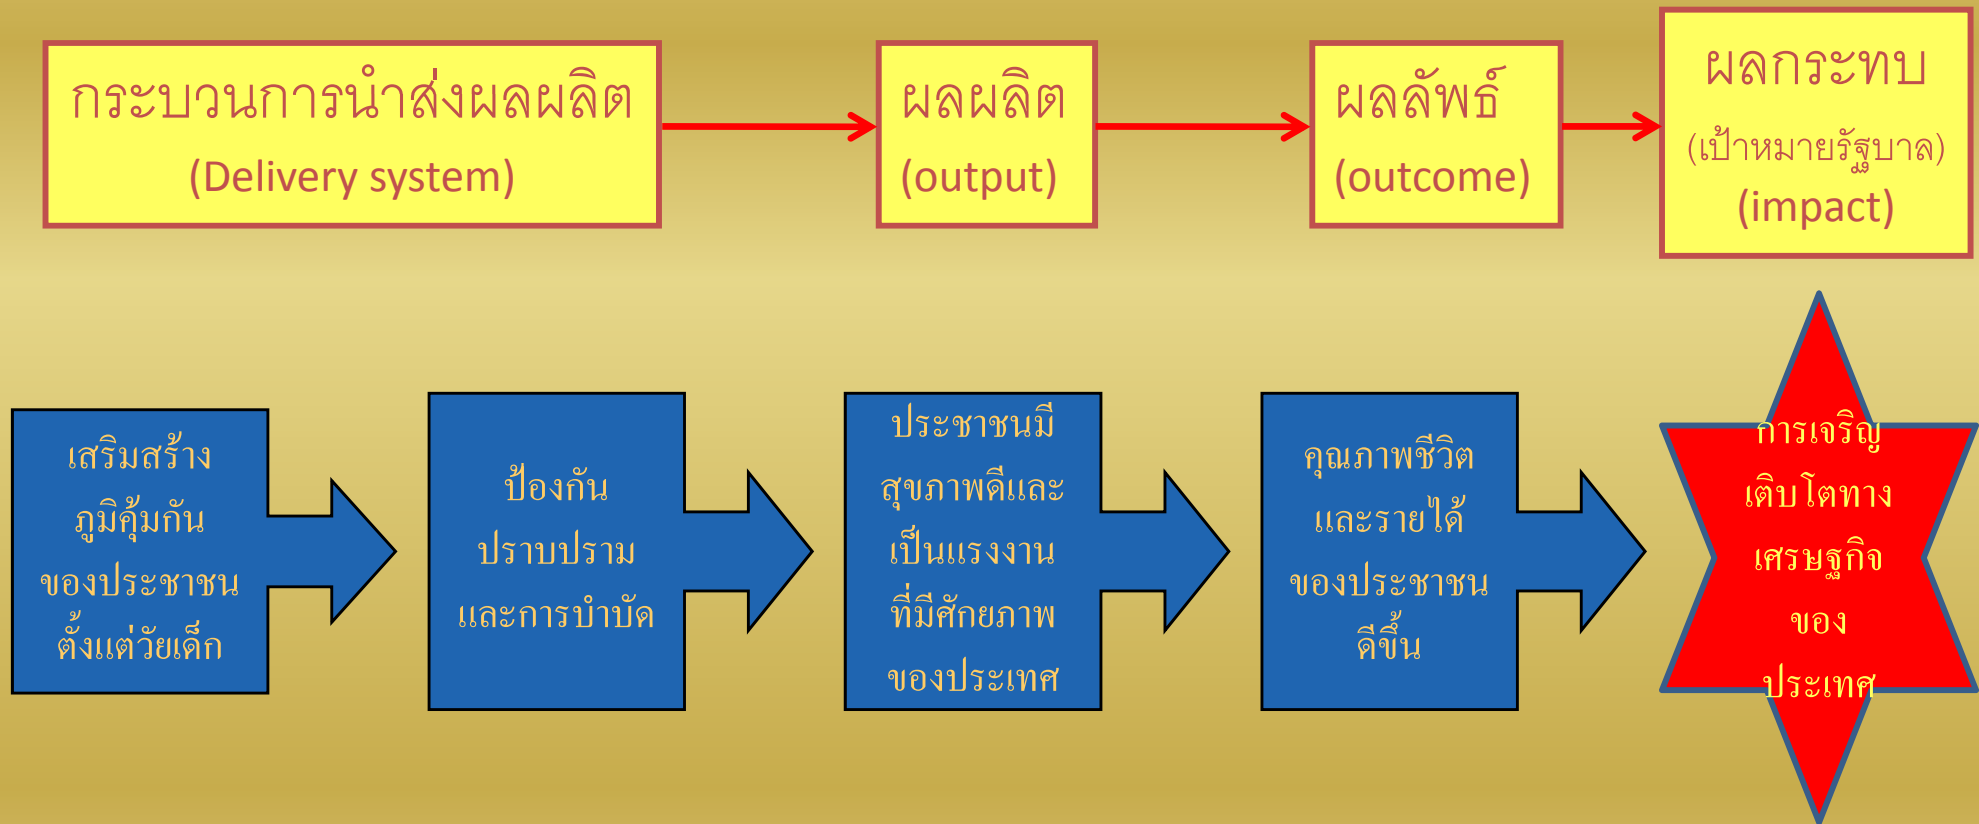 กระบวนการนำส่งผลผลิต
(Delivery system)
ผลผลิต
(output)
ผลลัพธ์
(outcome)
ผลกระทบ
(เป้าหมายรัฐบาล)
(impact)
เสริมสร้าง
ภูมิคุ้มกัน
ของประชาชน
ตั้งแต่วัยเด็ก
ป้องกัน
ปราบปราม
และการบำบัด
ประชาชนมี
สุขภาพดีและ
เป็นแรงงาน
ที่มีศักยภาพ
ของประเทศ
คุณภาพชีวิต
และรายได้
ของประชาชน
ดีขึ้น
การเจริญ
เติบโตทาง
เศรษฐกิจ
ของ
ประเทศ